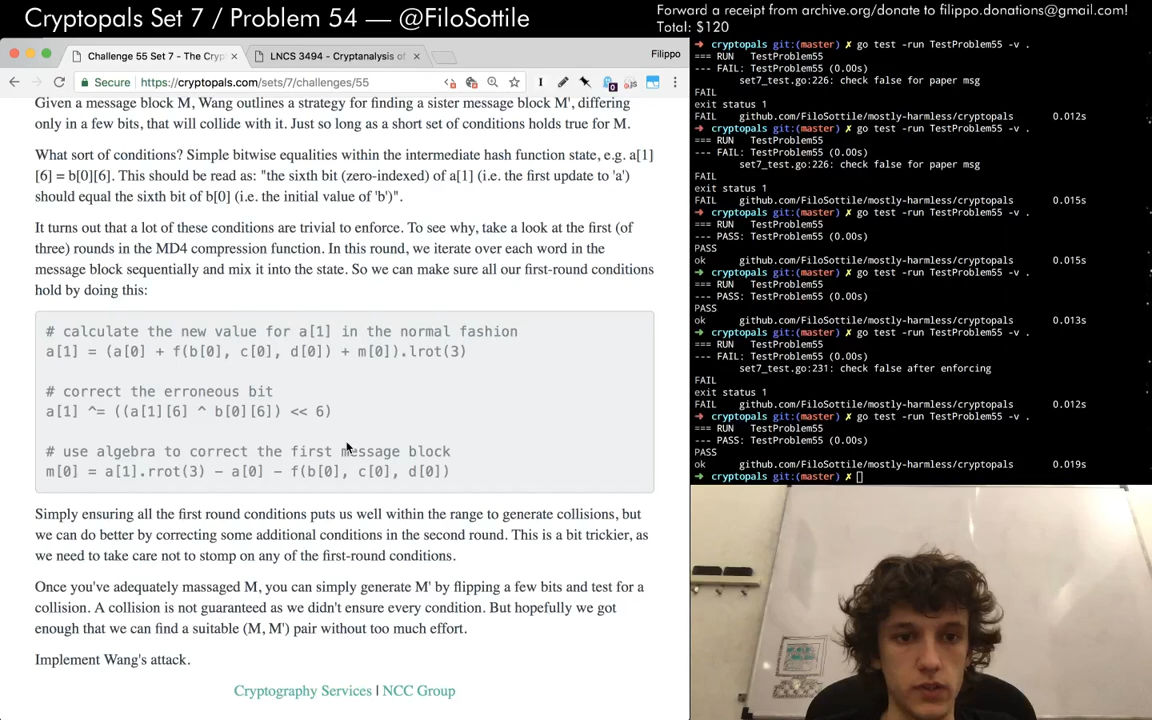 Cryptopals Set 7 / Problem 54 — @FiloSottile
Forward a receipt from archive.org/donate to filippo.donations@gmail.com!
Total: $120
Challenge 55 Set 7 - The Cryp
LNCS 3494 - Cryptanalysis of
Filippo
Secure
https://cryptopals.com/sets/7/challenges/55
Given a message block M, Wang outlines a strategy for finding a sister message block M', differing
only in a few bits, that will collide with it. Just so long as a short set of conditions holds true for M.
What sort of conditions? Simple bitwise equalities within the intermediate hash function state, e.g. a[1]
[6] = b[0][6]. This should be read as: "the sixth bit (zero-indexed) of a[1] (i.e. the first update to 'a')
should equal the sixth bit of b[0] (i.e. the initial value of 'b')".
It turns out that a lot of these conditions are trivial to enforce. To see why, take a look at the first (of
three) rounds in the MD4 compression function. In this round, we iterate over each word in the
message block sequentially and mix it into the state. So we can make sure all our first-round conditions
hold by doing this:
# calculate the new value for a[1] in the normal fashion
a[1] = (a[0] + f(b[0], c[0], d[0]) + m[0]).lrot(3)
# correct the erroneous bit
a[1] ^= ((a[1][6] ^ b[0][6]) << 6)
# use algebra to correct the first message block
m[0] = a[1].rrot(3) − a[0] − f(b[0], c[0], d[0])
Simply ensuring all the first round conditions puts us well within the range to generate collisions, but
we can do better by correcting some additional conditions in the second round. This is a bit trickier, as
we need to take care not to stomp on any of the first-round conditions.
Once you've adequately massaged M, you can simply generate M' by flipping a few bits and test for a
collision. A collision is not guaranteed as we didn't ensure every condition. But hopefully we got
enough that we can find a suitable (M, M') pair without too much effort.
Implement Wang's attack.
Cryptography Services | NCC Group
➜ cryptopals git:(master) ✗ go test -run TestProblem55 -v .
=== RUN TestProblem55
--- FAIL: TestProblem55 (0.00s)
set7_test.go:226: check false for paper msg
FAIL
exit status 1
FAIL github.com/FiloSottile/mostly-harmless/cryptopals 0.012s
➜ cryptopals git:(master) ✗ go test -run TestProblem55 -v .
=== RUN TestProblem55
--- FAIL: TestProblem55 (0.00s)
set7_test.go:226: check false for paper msg
FAIL
exit status 1
FAIL github.com/FiloSottile/mostly-harmless/cryptopals 0.015s
➜ cryptopals git:(master) ✗ go test -run TestProblem55 -v .
=== RUN TestProblem55
--- PASS: TestProblem55 (0.00s)
PASS
ok github.com/FiloSottile/mostly-harmless/cryptopals 0.015s
➜ cryptopals git:(master) ✗ go test -run TestProblem55 -v .
=== RUN TestProblem55
--- PASS: TestProblem55 (0.00s)
PASS
ok github.com/FiloSottile/mostly-harmless/cryptopals 0.013s
➜ cryptopals git:(master) ✗ go test -run TestProblem55 -v .
=== RUN TestProblem55
--- FAIL: TestProblem55 (0.00s)
set7_test.go:231: check false after enforcing
FAIL
exit status 1
FAIL github.com/FiloSottile/mostly-harmless/cryptopals 0.012s
➜ cryptopals git:(master) ✗ go test -run TestProblem55 -v .
=== RUN TestProblem55
--- PASS: TestProblem55 (0.00s)
PASS
ok github.com/FiloSottile/mostly-harmless/cryptopals 0.019s
➜ cryptopals git:(master) ✗